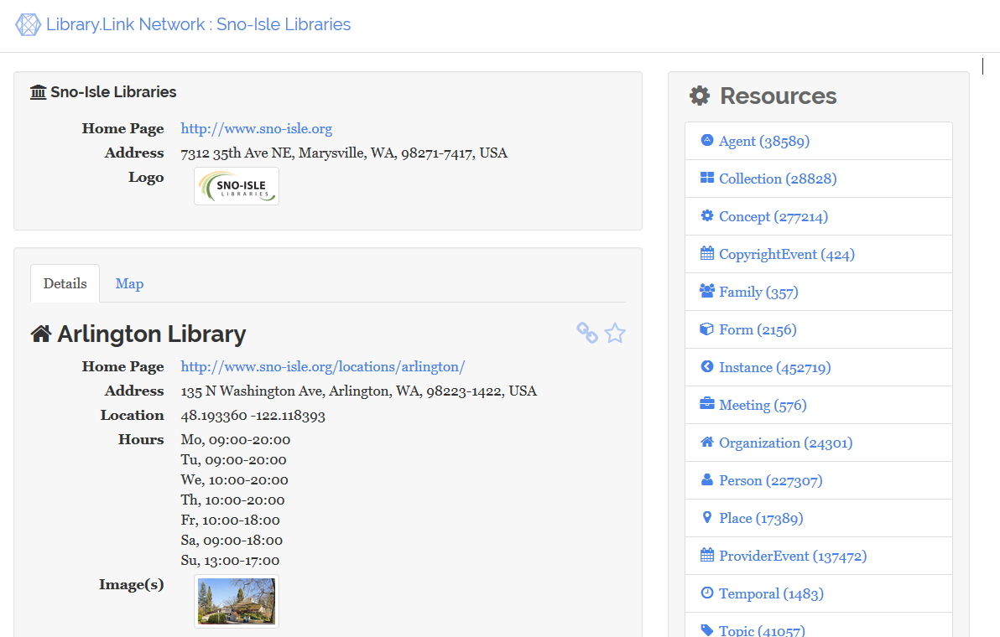 Library.Link Network : Sno-Isle Libraries
Sno-Isle Libraries
Home Page http://www.sno-isle.org
Address 7312 35th Ave NE, Marysville, WA, 98271-7417, USA
Logo
SNO-ISLE
LIBRARIES
Details Map
Arlington Library
Home Page http://www.sno-isle.org/locations/arlington/
Address 135 N Washington Ave, Arlington, WA, 98223-1422, USA
Location 48.193360 -122.118393
Hours Mo, 09:00-20:00
Tu, 09:00-20:00
We, 10:00-20:00
Th, 10:00-20:00
Fr, 10:00-18:00
Sa, 09:00-18:00
Su, 13:00-17:00
Image(s)
Resources
Agent (38589)
Collection (28828)
Concept (277214)
CopyrightEvent (424)
Family (357)
Form (2156)
Instance (452719)
Meeting (576)
Organization (24301)
Person (227307)
Place (17389)
ProviderEvent (137472)
Temporal (1483)
Topic (41057)